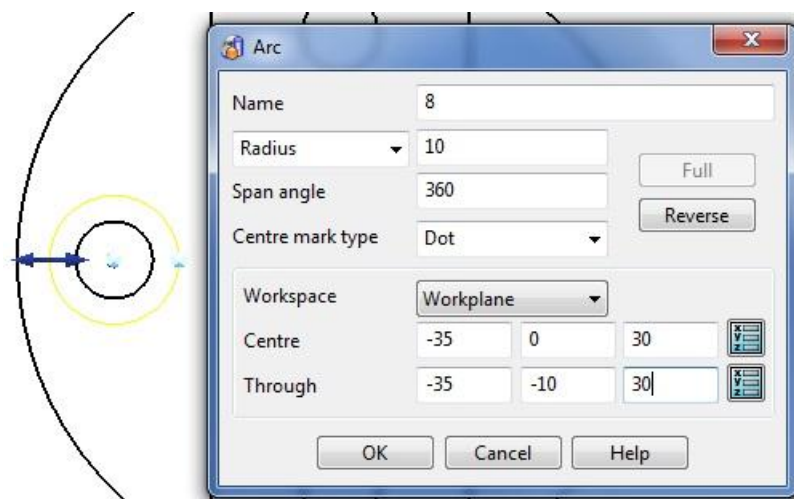 Arc
Name 8
Radius 10
Full
Span angle 360
Reverse
Centre mark type Dot
Workspace Workplane
Centre -35 0 30
Through -35 -10 30
OK Cancel Help